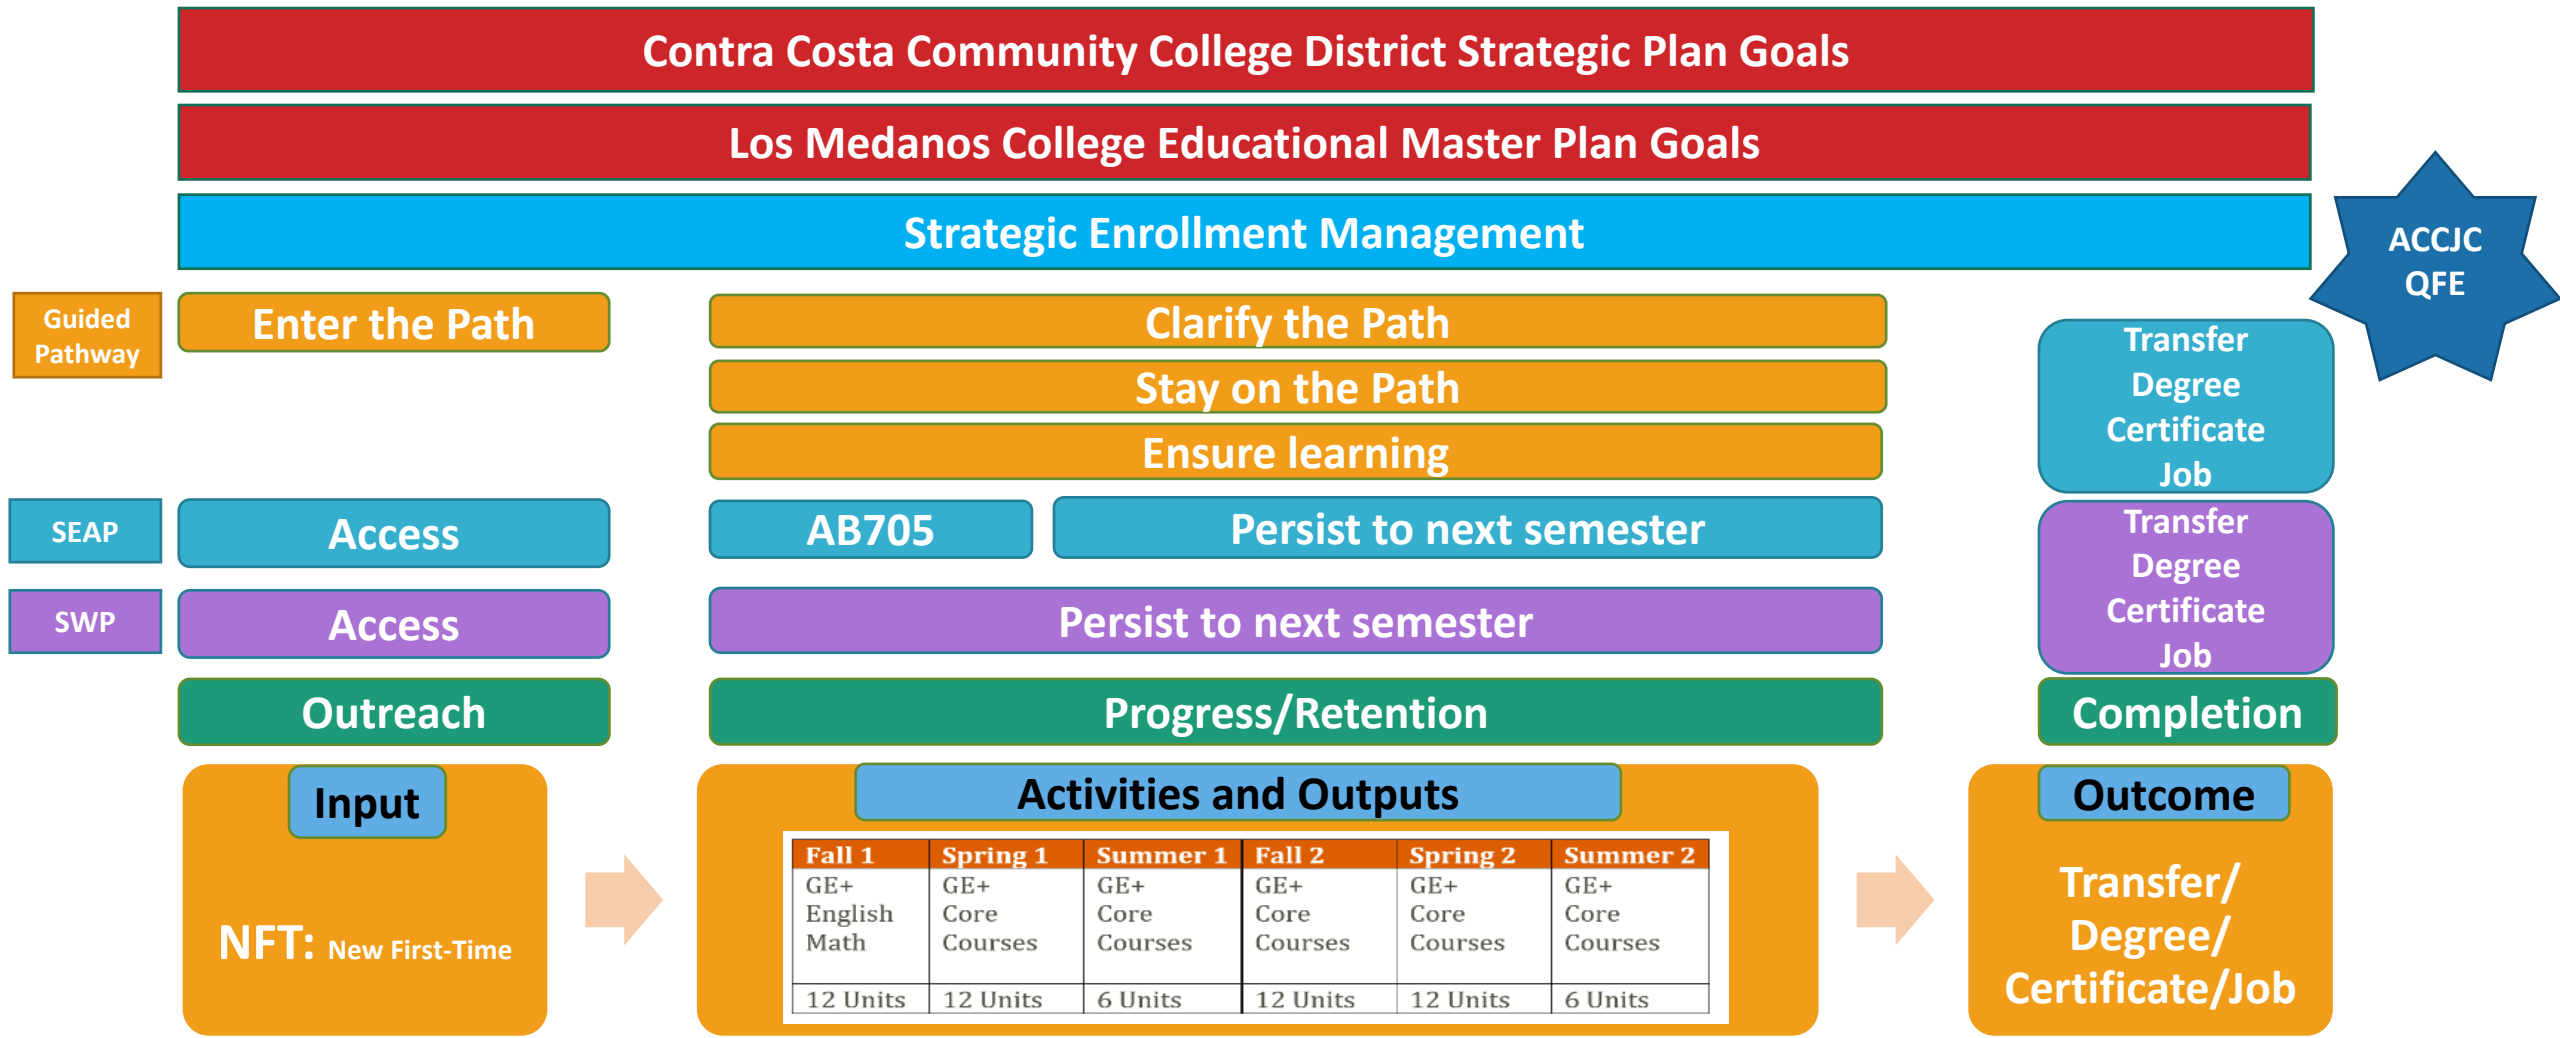 Contra Costa Community College District Strategic Plan Goals
Los Medanos College Educational Master Plan Goals
Strategic Enrollment Management
ACCJC
QFE
Guided
Pathway
Enter the Path
Clarify the Path
Stay on the Path
Ensure learning
Transfer
Degree
Certificate
Job
SEAP
Access
AB705
Persist to next semester
Transfer
Degree
Certificate
Job
SWP
Access
Persist to next semester
Outreach
Progress/Retention
Completion
Input
NFT: New First-Time
Activities and Outputs
Fall 1 Spring 1 Summer 1 Fall 2 Spring 2 Summer 2
GE+ GE+ GE+ GE+ GE+ GE+
English Core Core Core Core Core
Math Courses Courses Courses Courses Courses
12 Units 12 Units 6 Units 12 Units 12 Units 6 Units
Outcome
Transfer/
Degree/
Certificate/Job